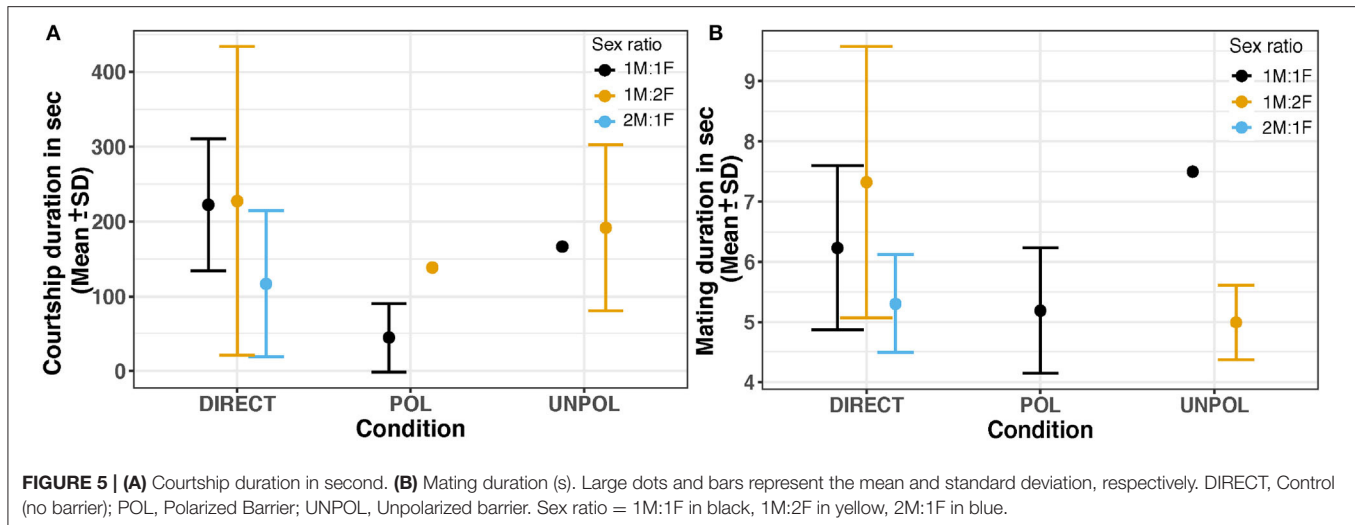 A
B
Courtship duration in sec
(Mean±SD)
400
300
200
100
0
Sex ratio
1M:1F
1M:2F
2M:1F
DIRECT
POL
UNPOL
Condition
Mating duration in sec
(Mean±SD)
9
8
7
6
5
4
Sex ratio
1M:1F
1M:2F
2M:1F
DIRECT
POL
UNPOL
Condition
FIGURE 5 | (A) Courtship duration in second. (B) Mating duration (s). Large dots and bars represent the mean and standard deviation, respectively. DIRECT, Control
(no barrier); POL, Polarized Barrier; UNPOL, Unpolarized barrier. Sex ratio = 1M:1F in black, 1M:2F in yellow, 2M:1F in blue.